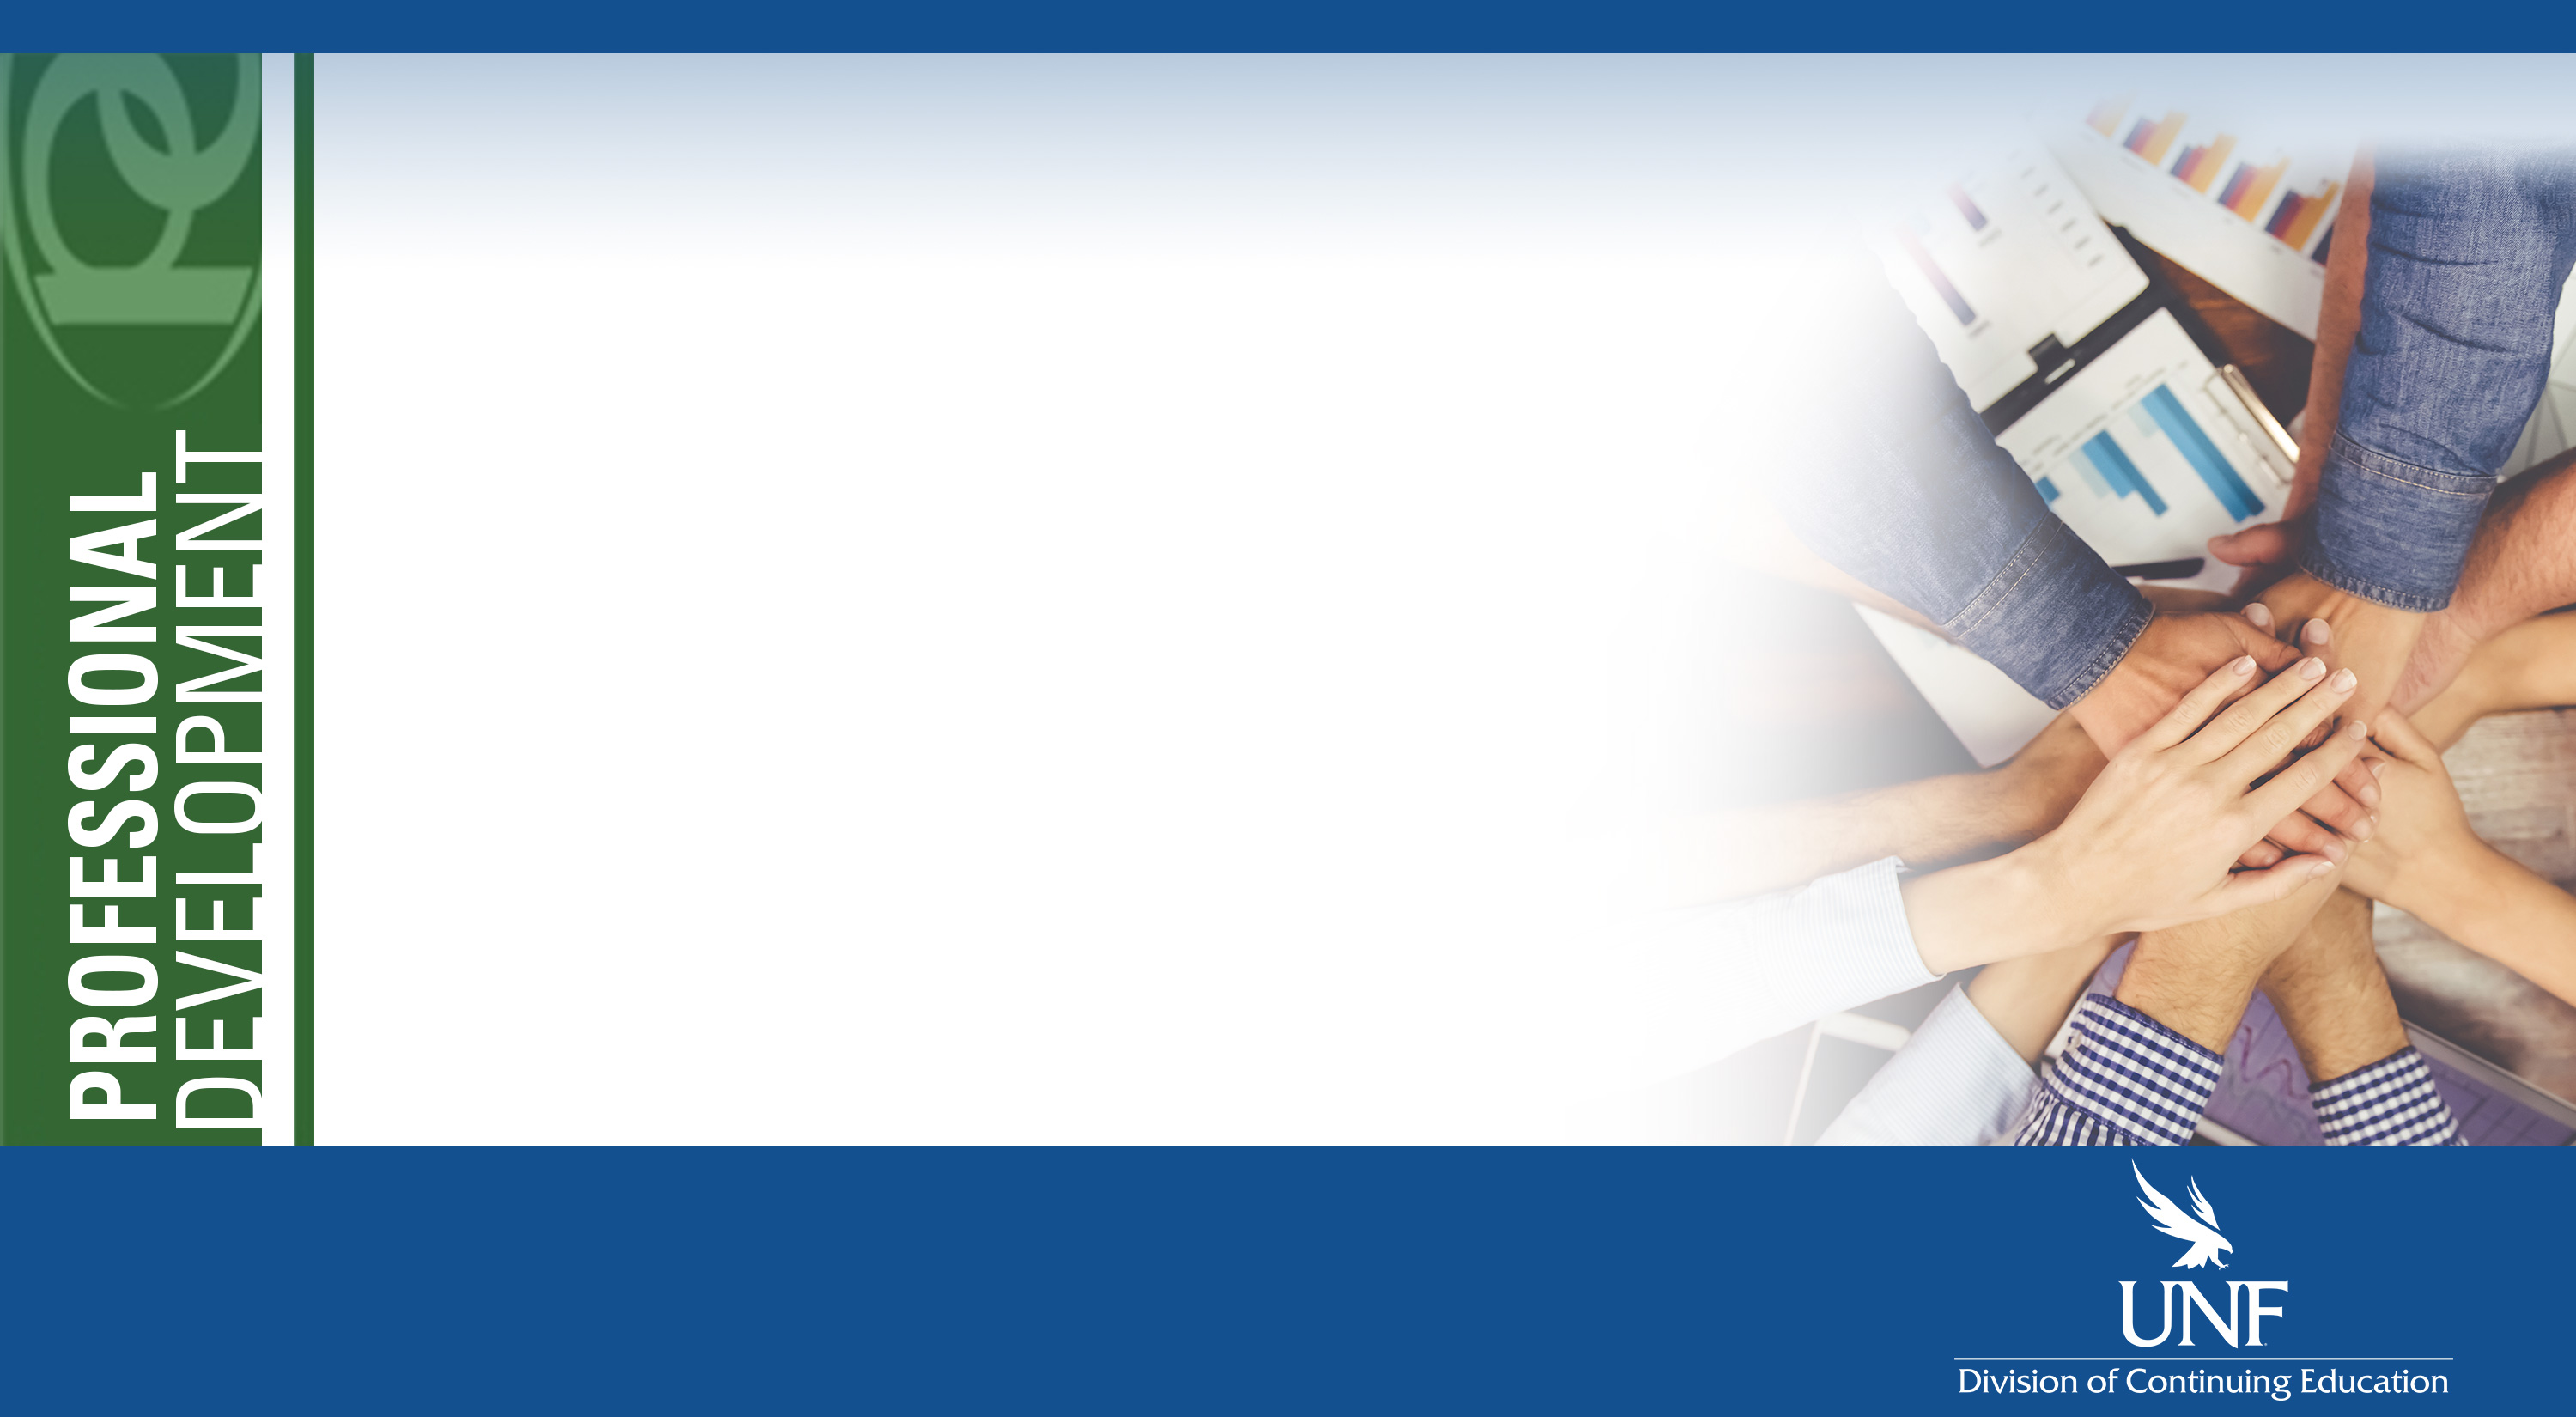 PROFESSIONAL
DEVELOPMENT
UNF
Division of Continuing Education